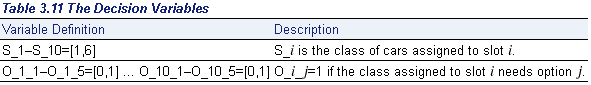 Table 3.11 The Decision Variables
Variable Definition Description
S_1–S_10=[1,6] S_i is the class of cars assigned to slot i.
O_1_1–O_1_5=[0,1] ... O_10_1–O_10_5=[0,1] O_i_j=1 if the class assigned to slot i needs option j.